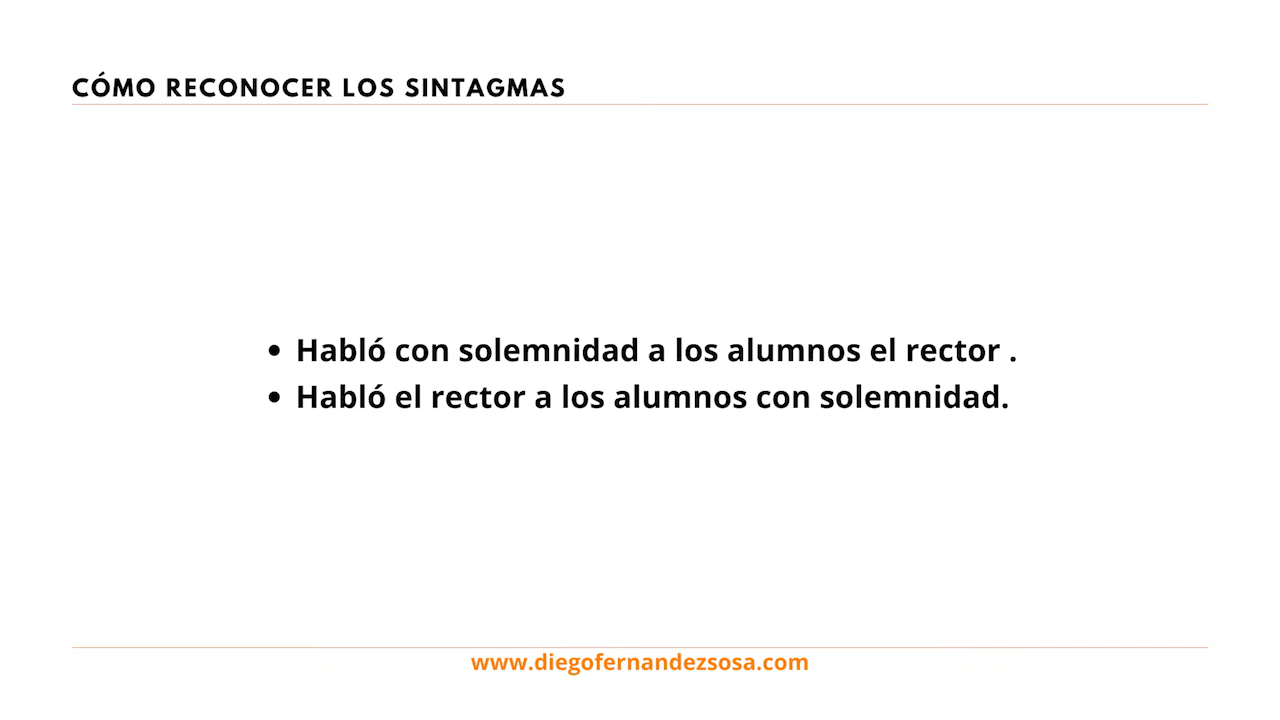 CÓMO RECONOCER LOS SINTAGMAS
• Habló con solemnidad a los alumnos el rector .
• Habló el rector a los alumnos con solemnidad.
www.diegofernandezsosa.com